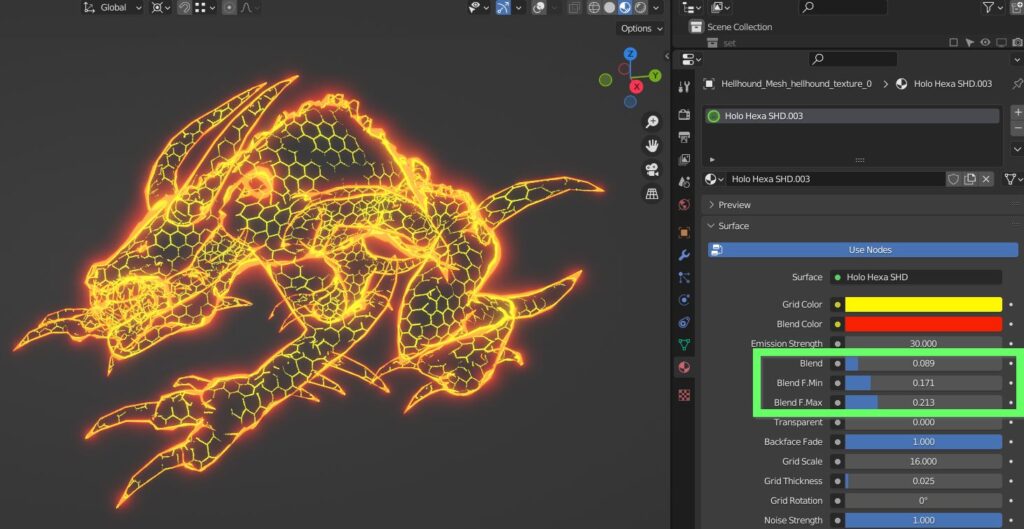 Global
Options
Z
Y
X
Scene Collection
set
Hellhound_Mesh_hellhound_texture_0 > Holo Hexa SHD.003
Holo Hexa SHD.003
Holo Hexa SHD.003
Preview
Surface
Use Nodes
Surface Holo Hexa SHD
Grid Color
Blend Color
Emission Strength 30.000
Blend 0.089
Blend F.Min 0.171
Blend F.Max 0.213
Transparent 0.000
Backface Fade 1.000
Grid Scale 16.000
Grid Thickness 0.025
Grid Rotation 0°
Noise Strength 1.000